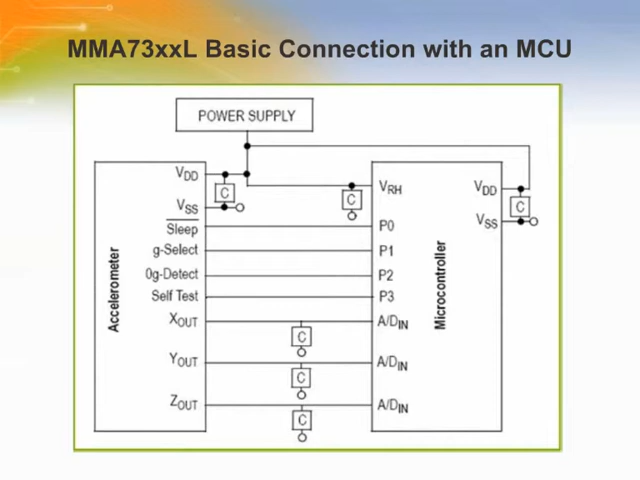 MMA73xxL Basic Connection with an MCU
POWER SUPPLY
Accelerometer
VDD
C
VSS
Sleep
g-Select
0g-Detect
Self Test
XOUT
YOUT
ZOUT
C
C
C
C
VRH
P0
P1
P2
P3
A/DIN
A/DIN
A/DIN
Microcontroller
VDD
C
VSS